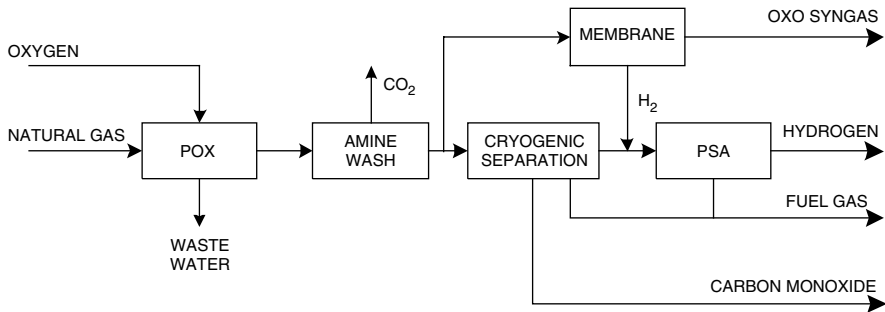 OXO SYNGAS
MEMBRANE
OXYGEN
CO2
H2
NATURAL GAS
POX
AMINE
WASH
CRYOGENIC
SEPARATION
PSA
HYDROGEN
FUEL GAS
WASTE
WATER
CARBON MONOXIDE